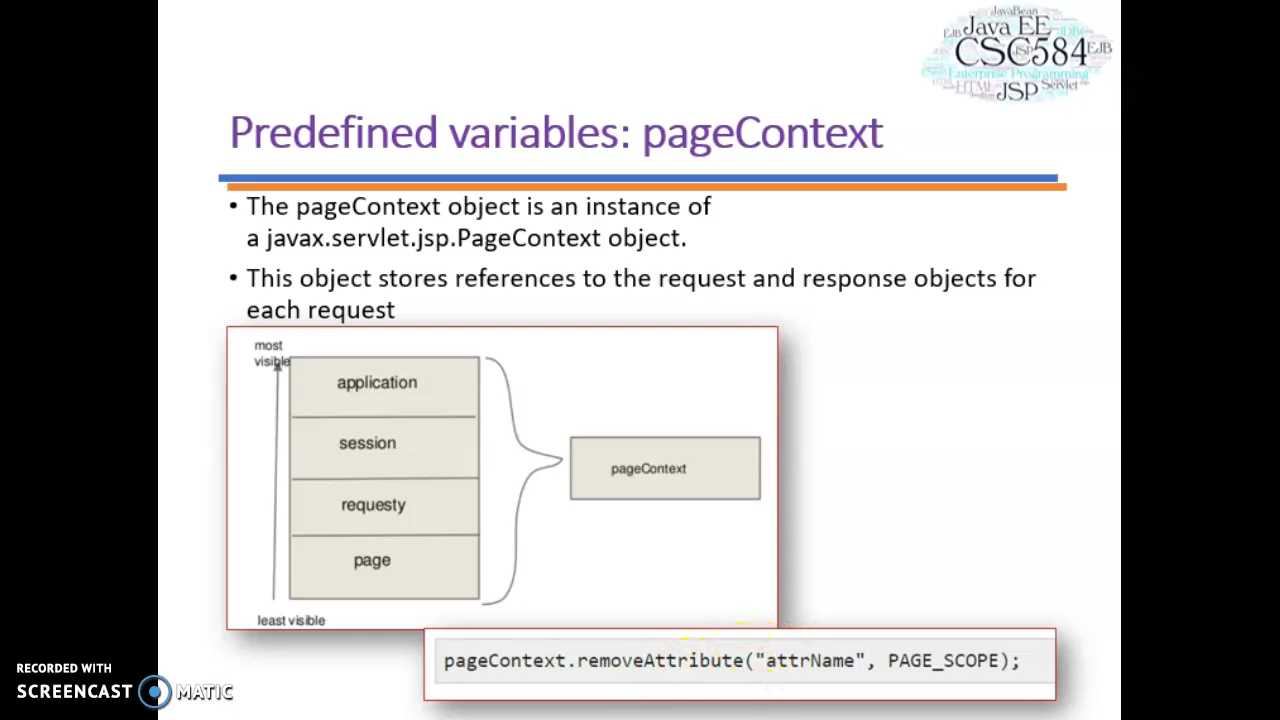 JavaBean
Java EE
EJB
CSC584
EJB
JSP
Enterprise Programming
HTML
Servlet
JSP
Predefined variables: pageContext
• The pageContext object is an instance of
a javax.servlet.jsp.PageContext object.
• This object stores references to the request and response objects for
each request
most
visible
application
session
requesty
page
least visible
pageContext
pageContext.removeAttribute("attrName", PAGE_SCOPE);
RECORDED WITH
SCREENCAST MATIC